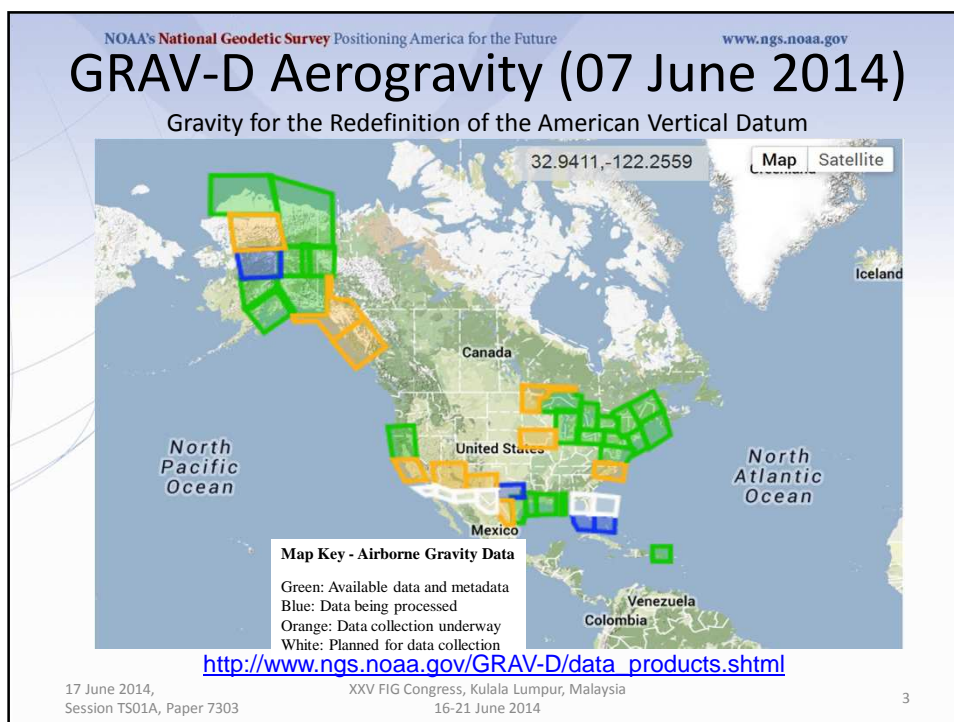 NOAA's National Geodetic Survey Positioning America for the Future
www.ngs.noaa.gov
GRAV-D Aerogravity (07 June 2014)
Gravity for the Redefinition of the American Vertical Datum
32.9411,-122.2559
Map
Satellite
Iceland
Canada
North
Pacific
Ocean
United States
North
Atlantic
Ocean
Mexico
Map Key - Airborne Gravity Data
Green: Available data and metadata
Blue: Data being processed
Orange: Data collection underway
White: Planned for data collection
Venezuela
Colombia
http://www.ngs.noaa.gov/GRAV-D/data_products.shtml
17 June 2014,
Session TS01A, Paper 7303
XXV FIG Congress, Kulala Lumpur, Malaysia
16-21 June 2014
3